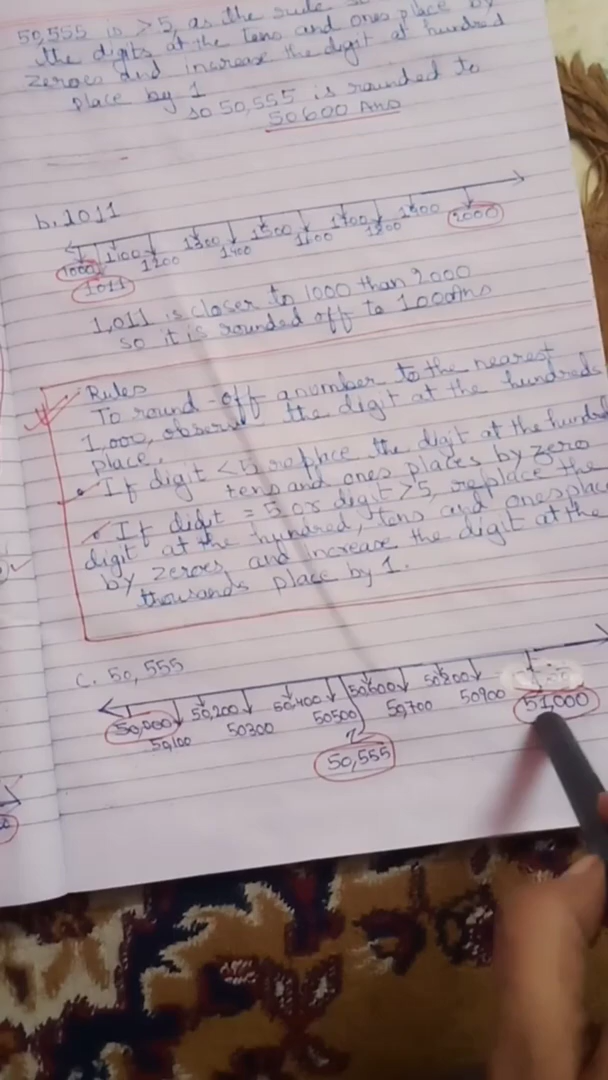 50,555 is > 5, as the rule
the digits at the tens and ones place by
zeroes and increase the digit at hundred
place by 1
so 50,555 is rounded to
50600 Ans
b. 1011
1000 1100 1200 1300 1400 1500 1600 1700 1800 1900 2000
1011
1,011 is closer to 1000 than 2000
so it is rounded off to 1000Ans
Rules
To round-off a number to the nearest
1,000, observe the digit at the hundreds
place.
If digit < 5 replace the digit at the hundred
tens and ones places by zero
If digit = 5 or digit > 5, replace the
digit at the hundred, tens and ones place
by zeroes and increase the digit at the
thousands place by 1.
c. 50,555
50,000 50,200 50,400 50,600 50,200
50,100 50300 50500 50,700 50900 51,000
50,555